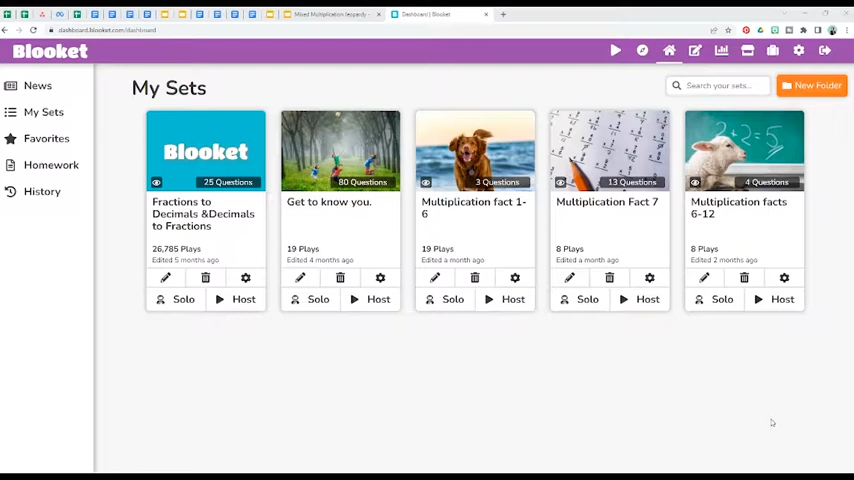 Mixed Multiplication Jeopardy -
Dashboard | Blooket
dashboard.blooket.com/dashboard
Blooket
News
My Sets
Favorites
Homework
History
My Sets
Search your sets...
New Folder
Blooket
25 Questions
Fractions to
Decimals &Decimals
to Fractions
26,785 Plays
Edited 5 months ago
Solo
Host
80 Questions
Get to know you.
19 Plays
Edited 4 months ago
Solo
Host
3 Questions
Multiplication fact 1-
6
19 Plays
Edited a month ago
Solo
Host
13 Questions
Multiplication Fact 7
8 Plays
Edited a month ago
Solo
Host
2+2=5
4 Questions
Multiplication facts
6-12
8 Plays
Edited 2 months ago
Solo
Host